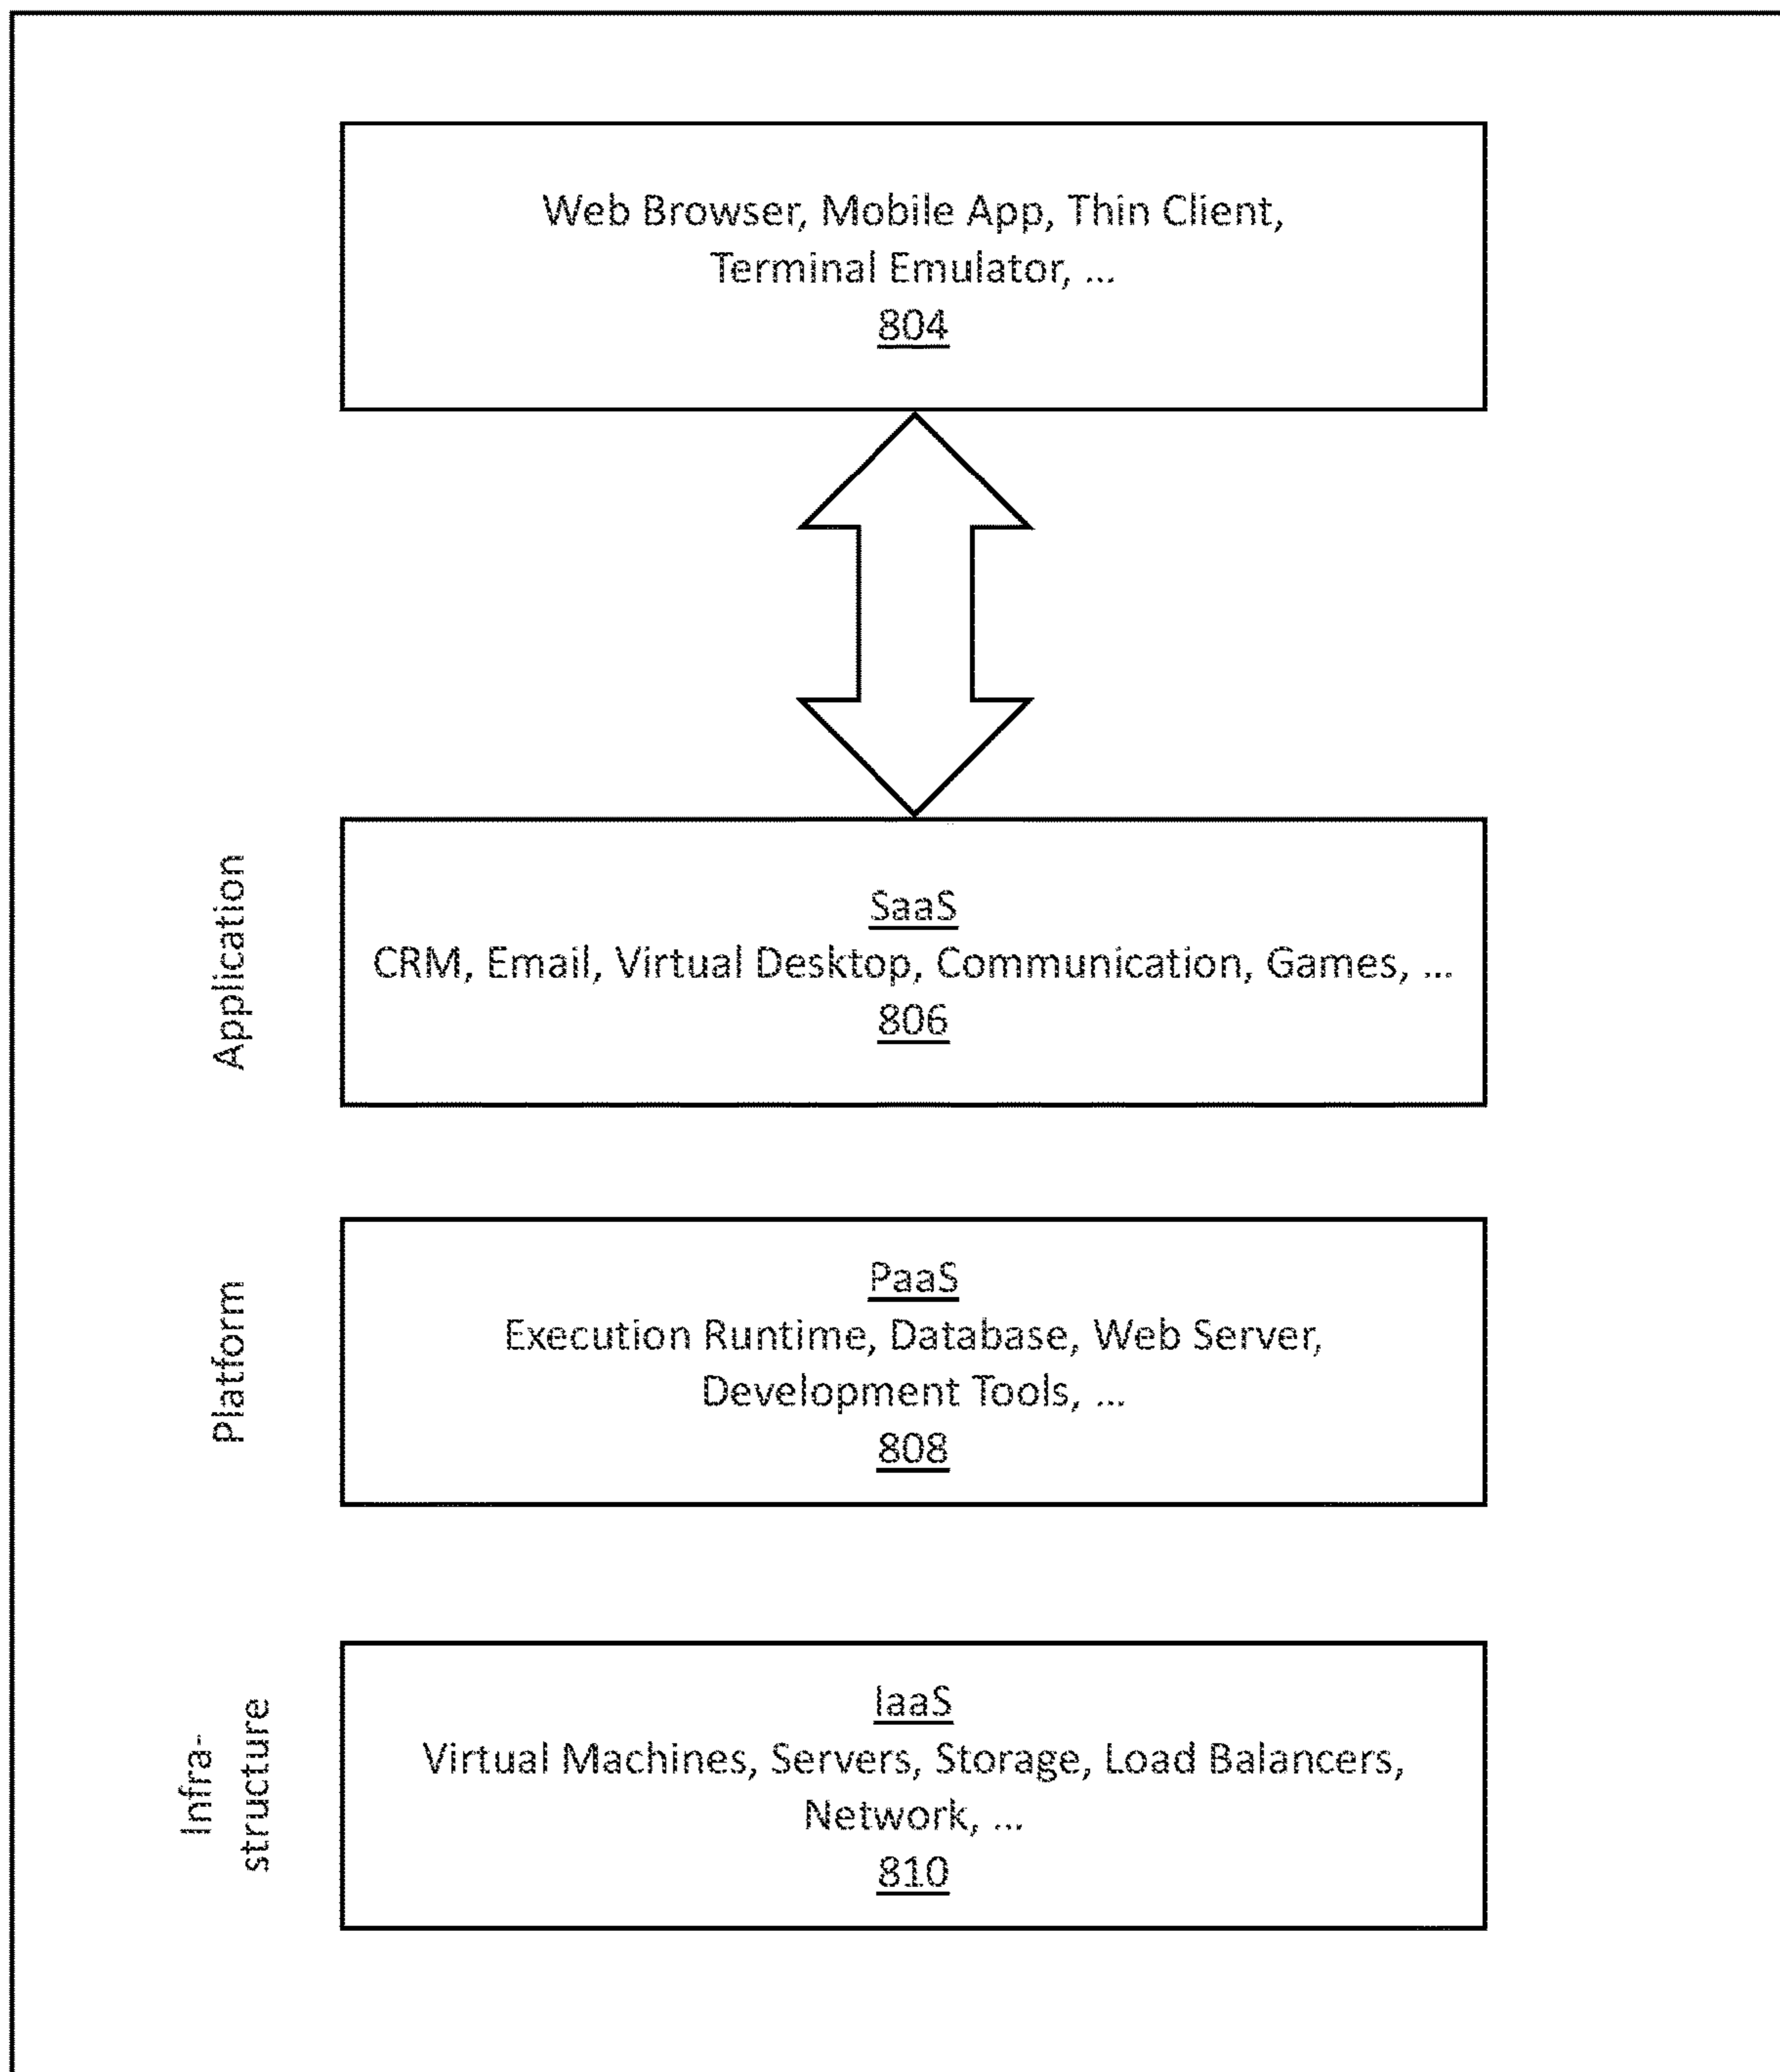 Web Browser, Mobile App, Thin Client,
Terminal Emulator, ...
804
Application
SaaS
CRM, Email, Virtual Desktop, Communication, Games, ...
806
Platform
PaaS
Execution Runtime, Database, Web Server,
Development Tools, ...
808
Infra-
structure
IaaS
Virtual Machines, Servers, Storage, Load Balancers,
Network, ...
810